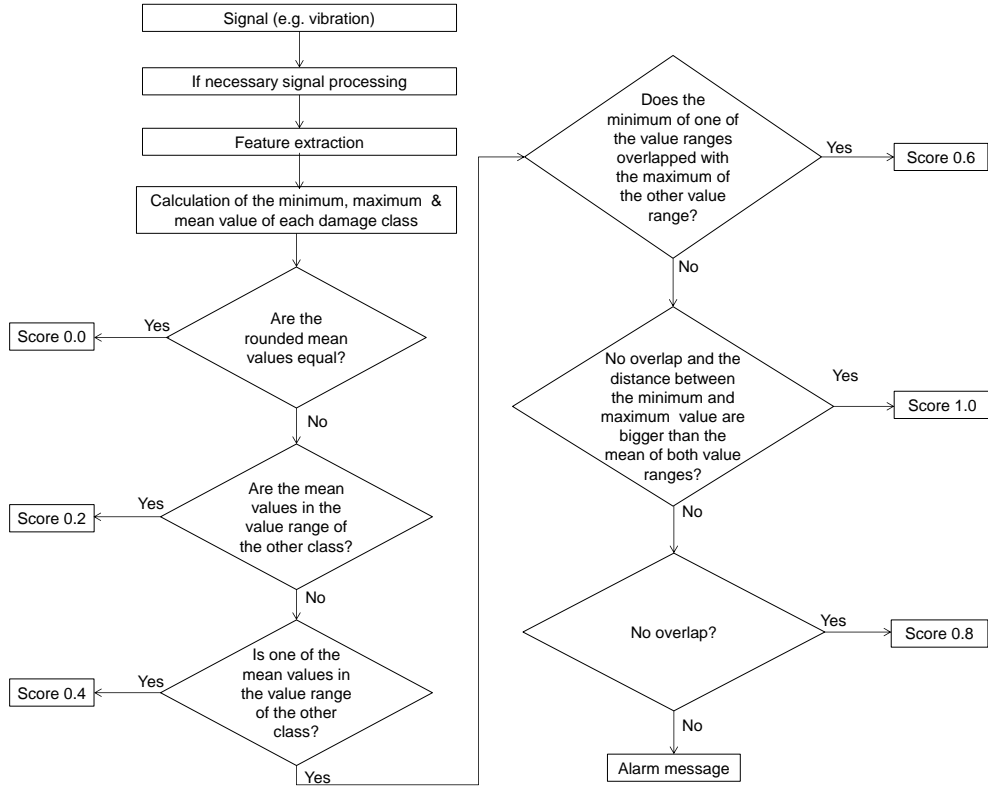 Signal (e.g. vibration)
If necessary signal processing
Feature extraction
Calculation of the minimum, maximum &
mean value of each damage class
Are the
rounded mean
values equal?
Yes
Score 0.0
No
Are the mean
values in the
value range of
the other class?
Yes
Score 0.2
No
Is one of the
mean values in
the value range
of the other
class?
Yes
Score 0.4
Yes
Does the
minimum of one of
the value ranges
overlapped with
the maximum of
the other value
range?
Yes
Score 0.6
No
No overlap and the
distance between
the minimum and
maximum value are
bigger than the
mean of both value
ranges?
Yes
Score 1.0
No
No overlap?
Yes
Score 0.8
No
Alarm message